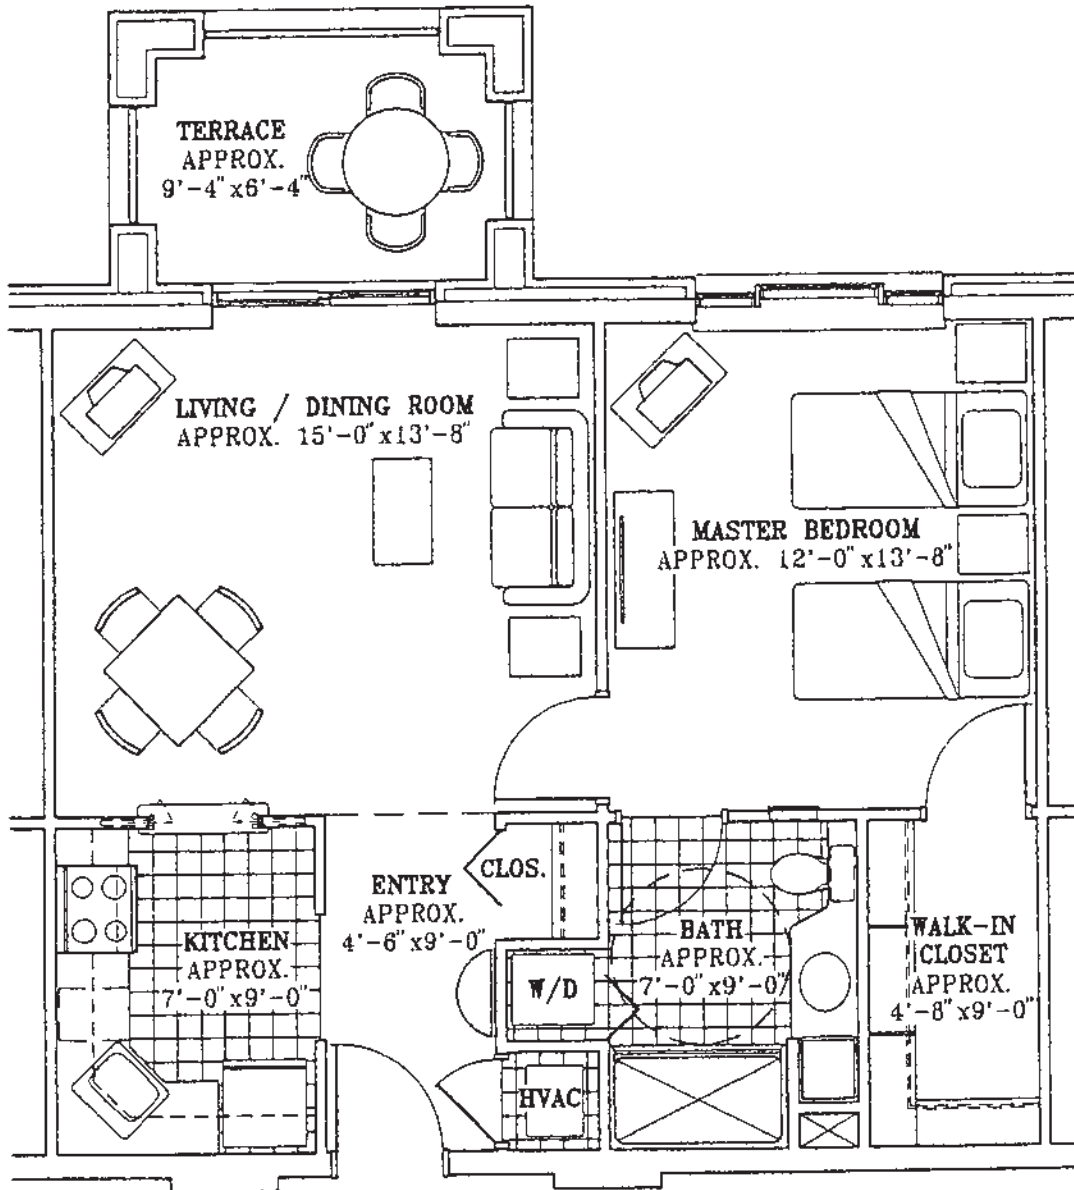 TERRACE
APPROX.
9'-4"x6'-4"
LIVING / DINING ROOM
APPROX. 15'-0"x13'-8"
MASTER BEDROOM
APPROX. 12'-0"x13'-8"
CLOS.
ENTRY
APPROX.
4'-6"x9'-0"
KITCHEN
APPROX.
7'-0"x9'-0"
W/D
BATH
APPROX.
7'-0"x9'-0"
WALK-IN
CLOSET
APPROX.
4'-8"x9'-0"
HVAC